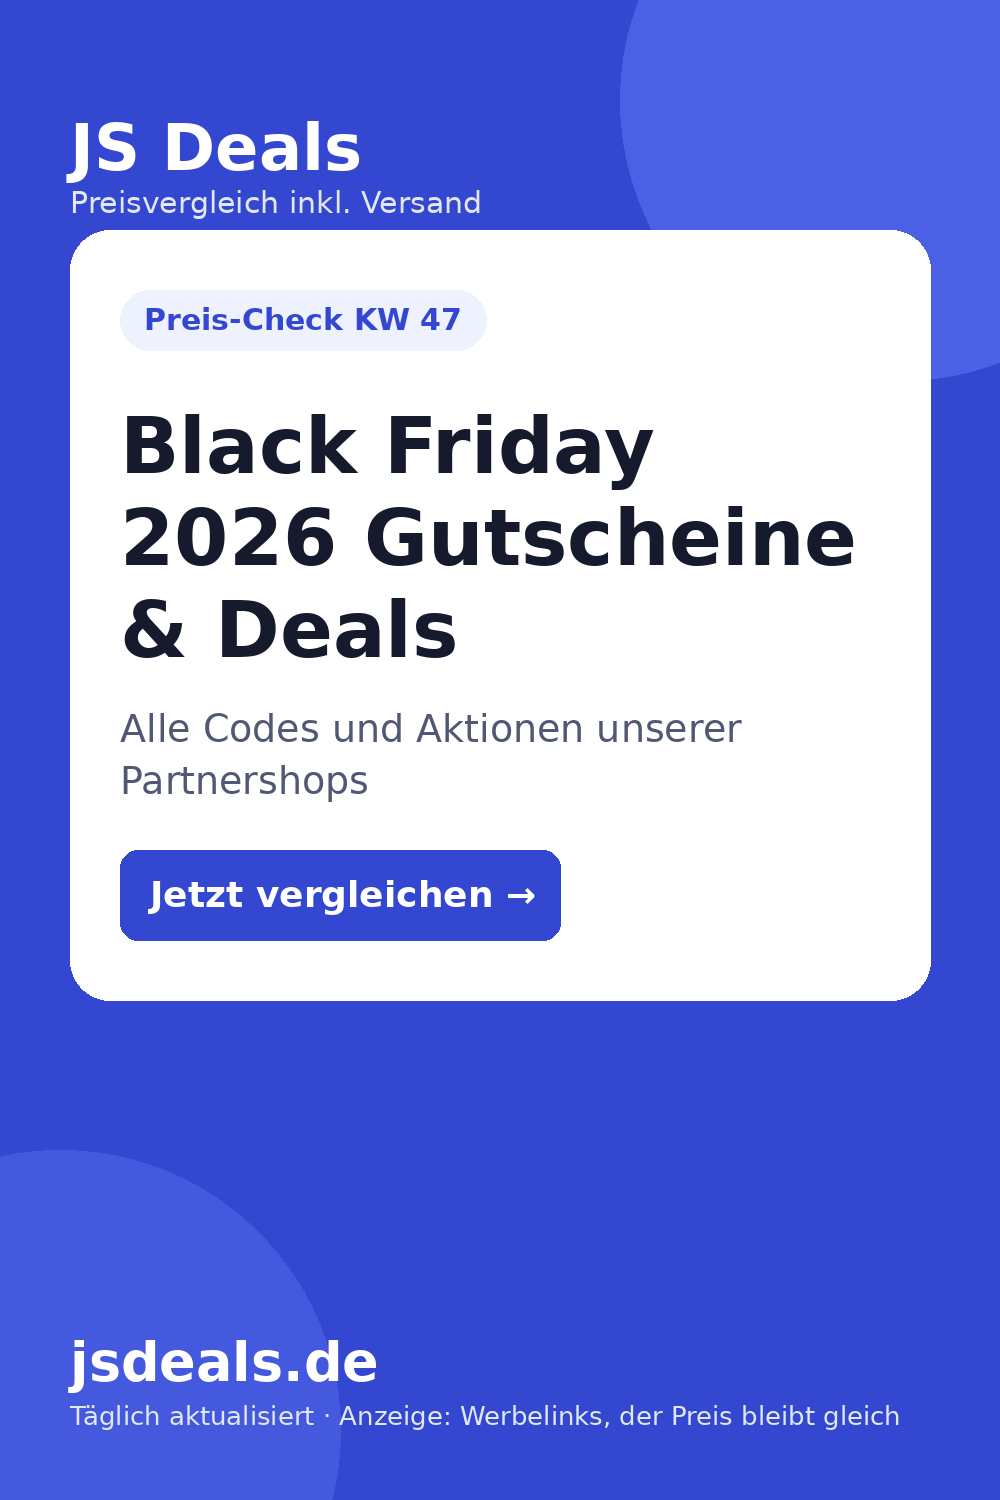 JS Deals
Preisvergleich inkl. Versand
Preis-Check KW 47
Black Friday
2026 Gutscheine
& Deals
Alle Codes und Aktionen unserer
Partnershops
Jetzt vergleichen →
jsdeals.de
Täglich aktualisiert · Anzeige: Werbelinks, der Preis bleibt gleich